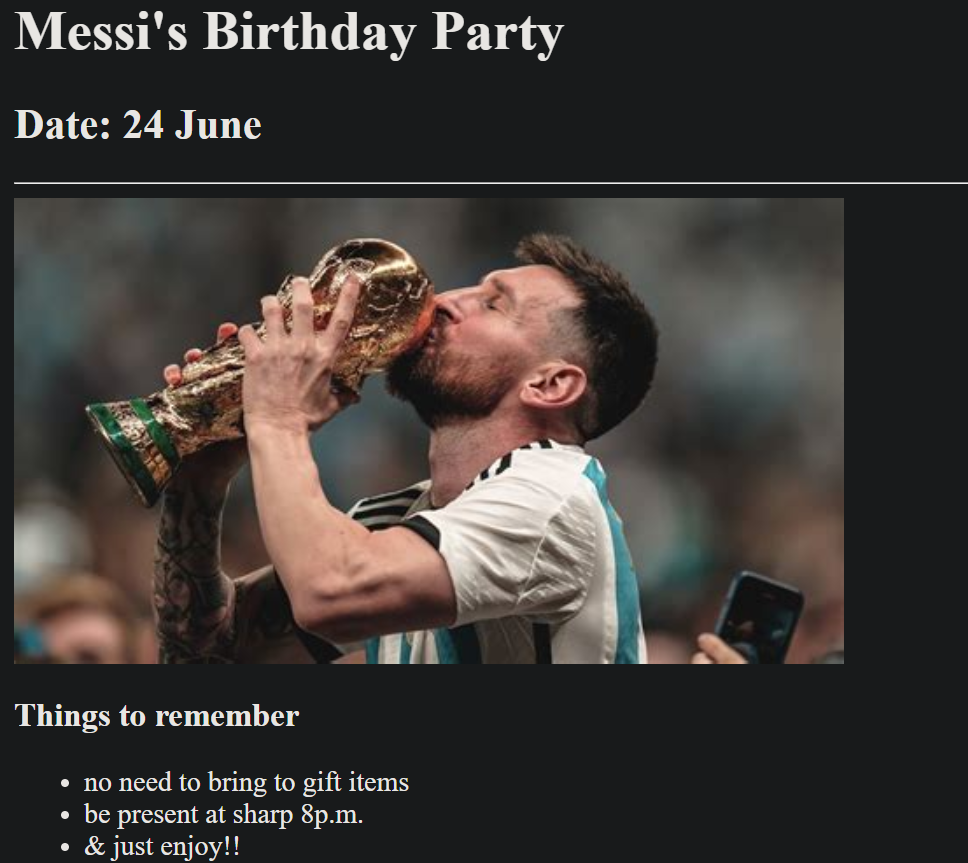 Messi's Birthday Party
Date: 24 June
Things to remember
no need to bring to gift items
be present at sharp 8p.m.
& just enjoy!!